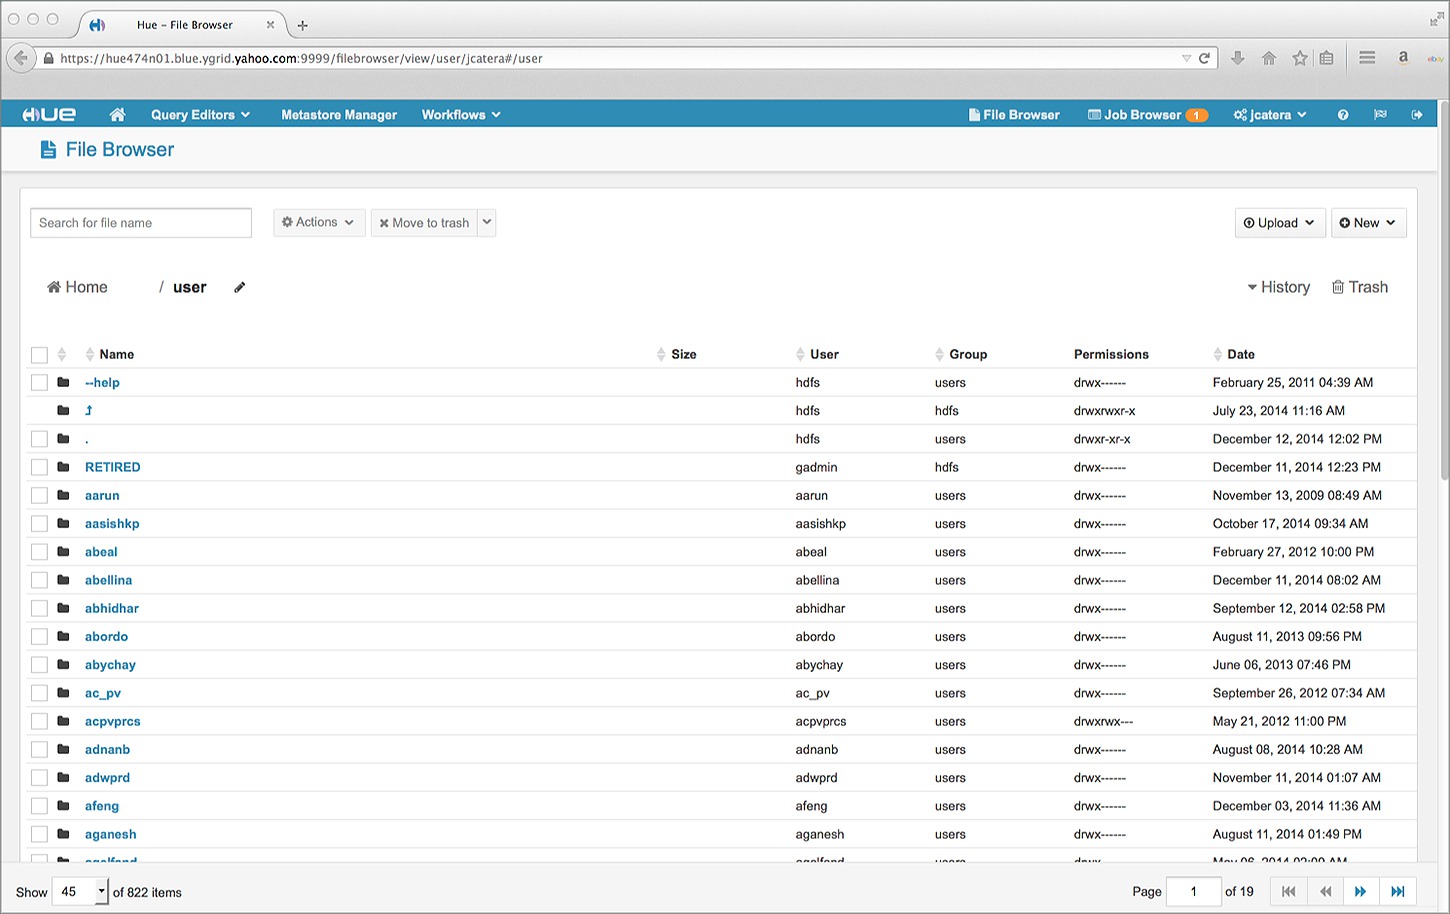 Hue – File Browser
https://hue474n01.blue.ygrid.yahoo.com:9999/filebrowser/view/user/jcatera#/user
a
ebay
HUE Query Editors Metastore Manager Workflows File Browser Job Browser 1 jcatera
File Browser
Search for file name Actions Move to trash Upload New
Home / user History Trash
Name Size User Group Permissions Date
--help hdfs users drwx------ February 25, 2011 04:39 AM
hdfs hdfs drwxrwxr-x July 23, 2014 11:16 AM
. hdfs users drwxr-xr-x December 12, 2014 12:02 PM
RETIRED gadmin hdfs drwx------ December 11, 2014 12:23 PM
aarun aarun users drwx------ November 13, 2009 08:49 AM
aasishkp aasishkp users drwx------ October 17, 2014 09:34 AM
abeal abeal users drwx------ February 27, 2012 10:00 PM
abellina abellina users drwx------ December 11, 2014 08:02 AM
abhidhar abhidhar users drwx------ September 12, 2014 02:58 PM
abordo abordo users drwx------ August 11, 2013 09:56 PM
abychay abychay users drwx------ June 06, 2013 07:46 PM
ac_pv ac_pv users drwx------ September 26, 2012 07:34 AM
acpvprcs acpvprcs users drwxrwx--- May 21, 2012 11:00 PM
adnanb adnanb users drwx------ August 08, 2014 10:28 AM
adwprd adwprd users drwx------ November 11, 2014 01:07 AM
afeng afeng users drwx------ December 03, 2014 11:36 AM
aganesh aganesh users drwx------ August 11, 2014 01:49 PM
Show 45 of 822 items Page 1 of 19